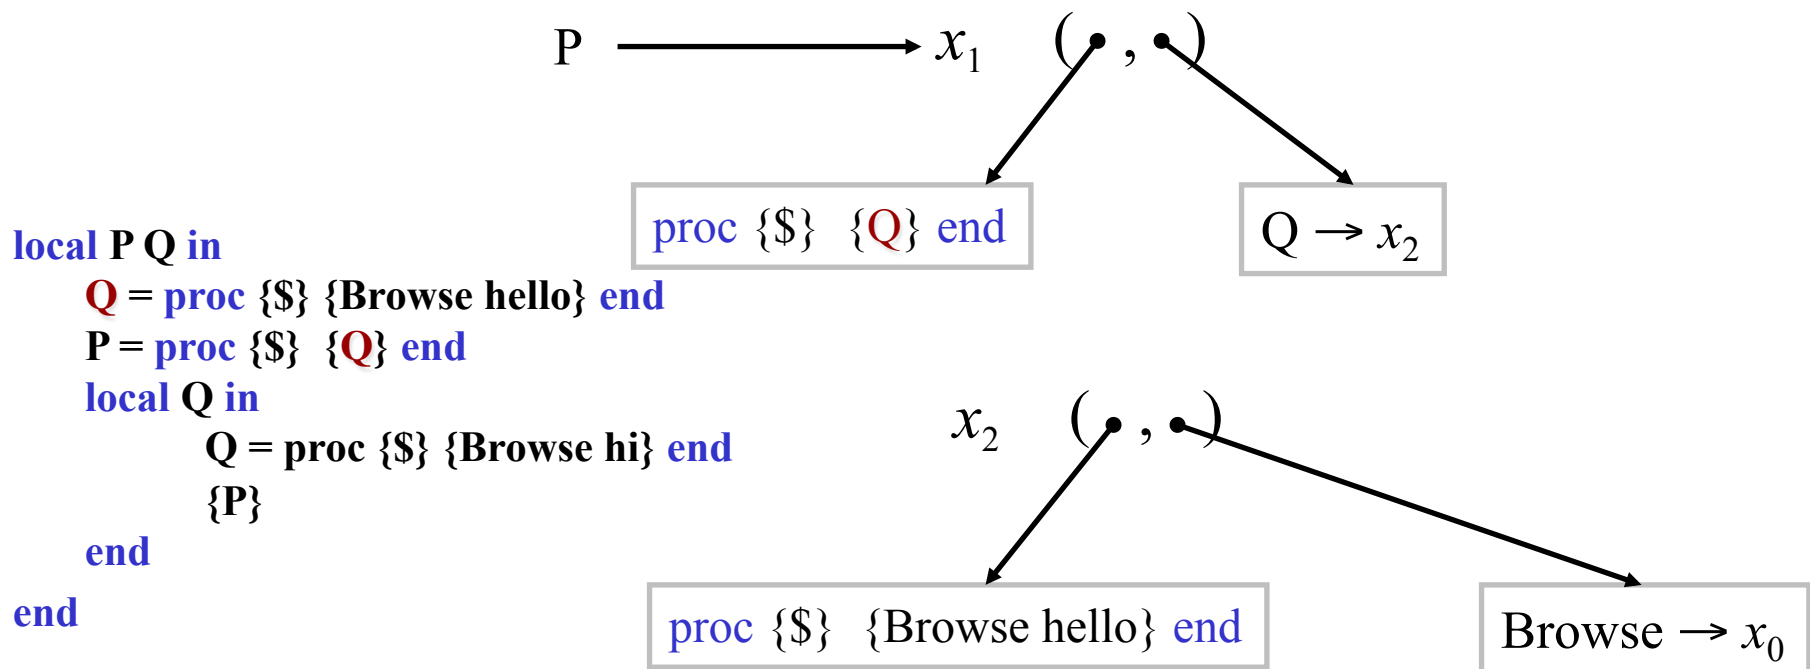 P x1 ( , )
proc {$} {Q} end
Q → x2
local P Q in
Q = proc {$} {Browse hello} end
P = proc {$} {Q} end
local Q in
Q = proc {$} {Browse hi} end
{P}
end
end
x2 ( , )
proc {$} {Browse hello} end
Browse → x0